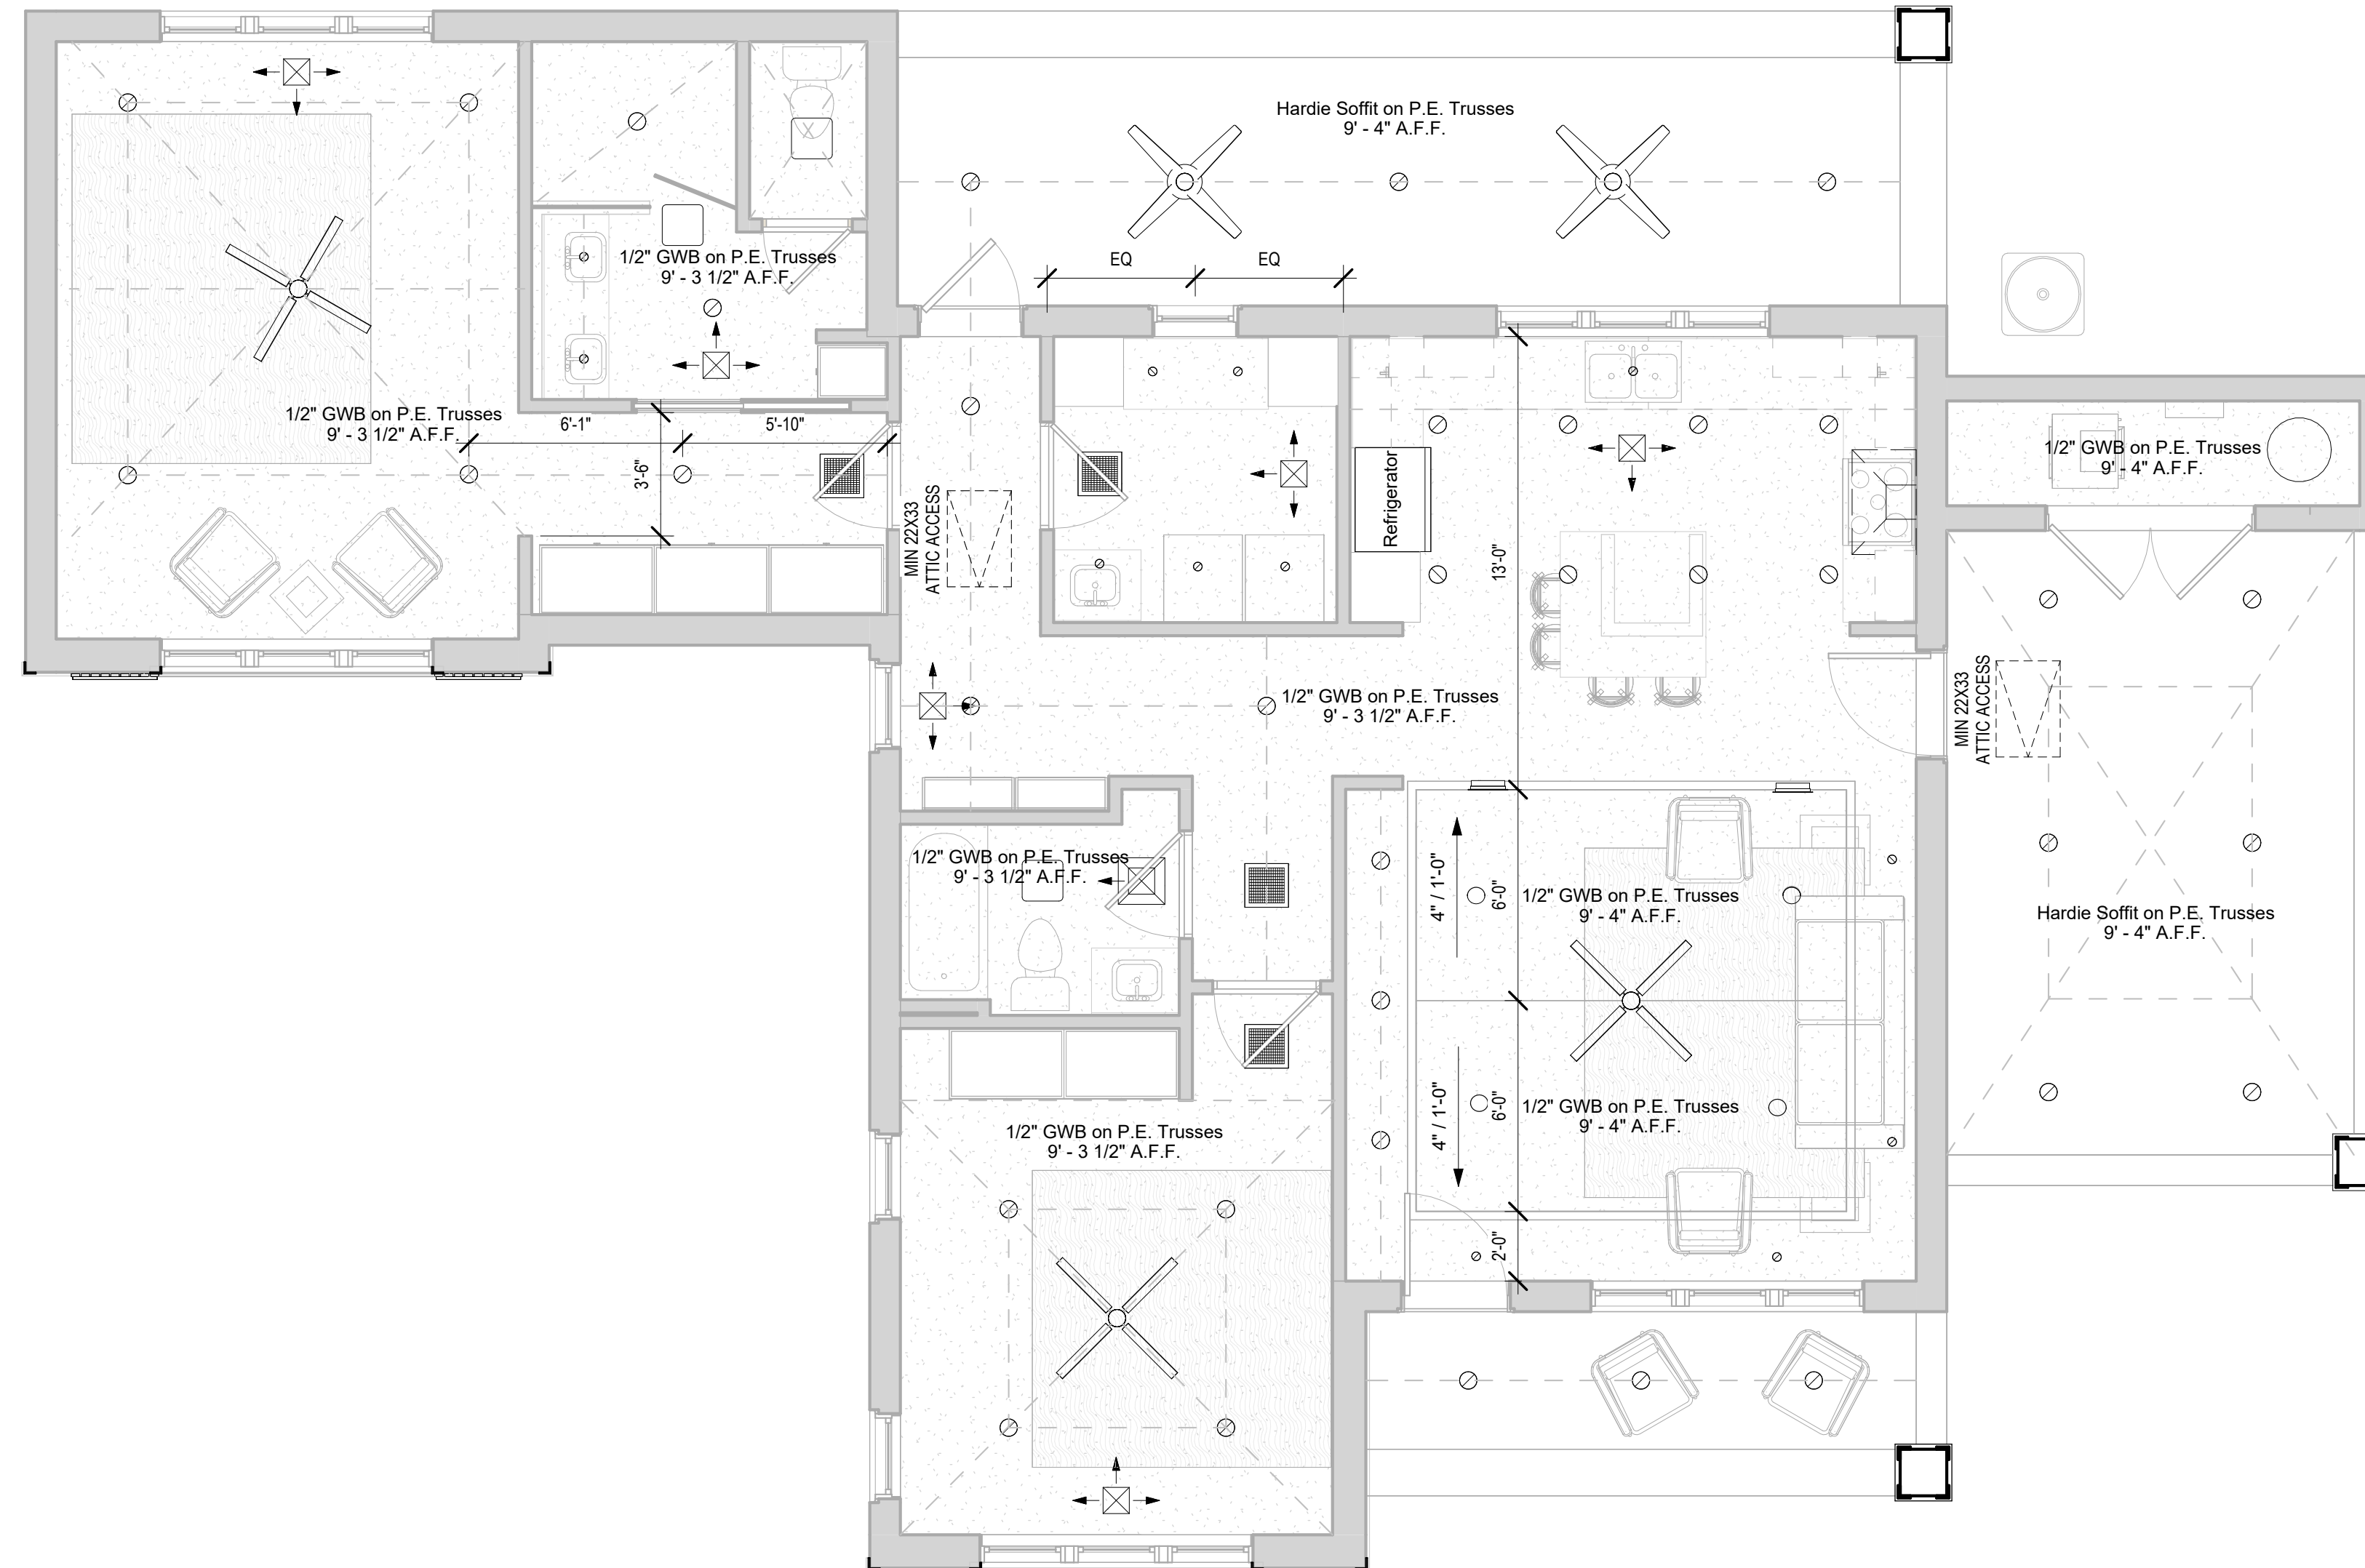 Hardie Soffit on P.E. Trusses
9' - 4" A.F.F.
1/2" GWB on P.E. Trusses
9' - 3 1/2" A.F.F.
EQ
EQ
1/2" GWB on P.E. Trusses
9' - 3 1/2" A.F.F.
6'-1"
5'-10"
3'-6"
MIN 22X33
ATTIC ACCESS
Refrigerator
13'-0"
1/2" GWB on P.E. Trusses
9' - 4" A.F.F.
1/2" GWB on P.E. Trusses
9' - 3 1/2" A.F.F.
MIN 22X33
ATTIC ACCESS
1/2" GWB on P.E. Trusses
9' - 3 1/2" A.F.F.
4" / 1'-0"
6'-0"
1/2" GWB on P.E. Trusses
9' - 4" A.F.F.
Hardie Soffit on P.E. Trusses
9' - 4" A.F.F.
4" / 1'-0"
6'-0"
1/2" GWB on P.E. Trusses
9' - 4" A.F.F.
1/2" GWB on P.E. Trusses
9' - 3 1/2" A.F.F.
2'-0"